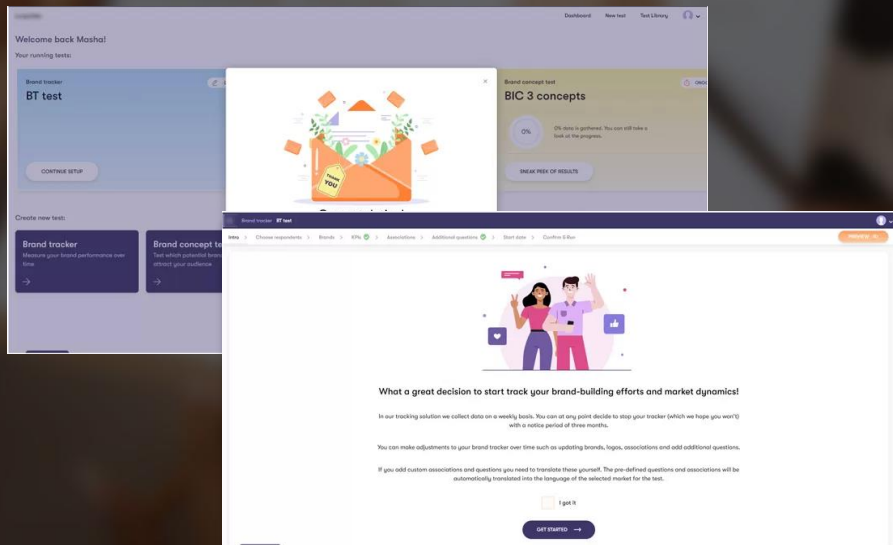 Dashboard New test Test Library
Welcome back Masha!
Your running tests:
Brand tracker
BT test
CONTINUE SETUP
THANK YOU
Brand concept test
BIC 3 concepts
0%
0% data is gathered. You can still take a
look at the progress.
SNEAK PEEK OF RESULTS
Create new test:
Brand tracker
Measure your brand performance over
time
Brand concept te
Test which potential bran
attract your audience
Brand tracker BT test
Intro > Choose respondents > Brands > KPIs > Associations > Additional questions > Start date > Confirm & Run
PREVIEW
What a great decision to start track your brand-building efforts and market dynamics!
In our tracking solution we collect data on a weekly basis. You can at any point decide to stop your tracker (which we hope you won't)
with a notice period of three months.
You can make adjustments to your brand tracker over time such as updating brands, logos, associations and add additional questions.
If you add custom associations and questions you need to translate those yourself. The pre-defined questions and associations will be
automatically translated into the language of the selected market for the test.
I got it
GET STARTED